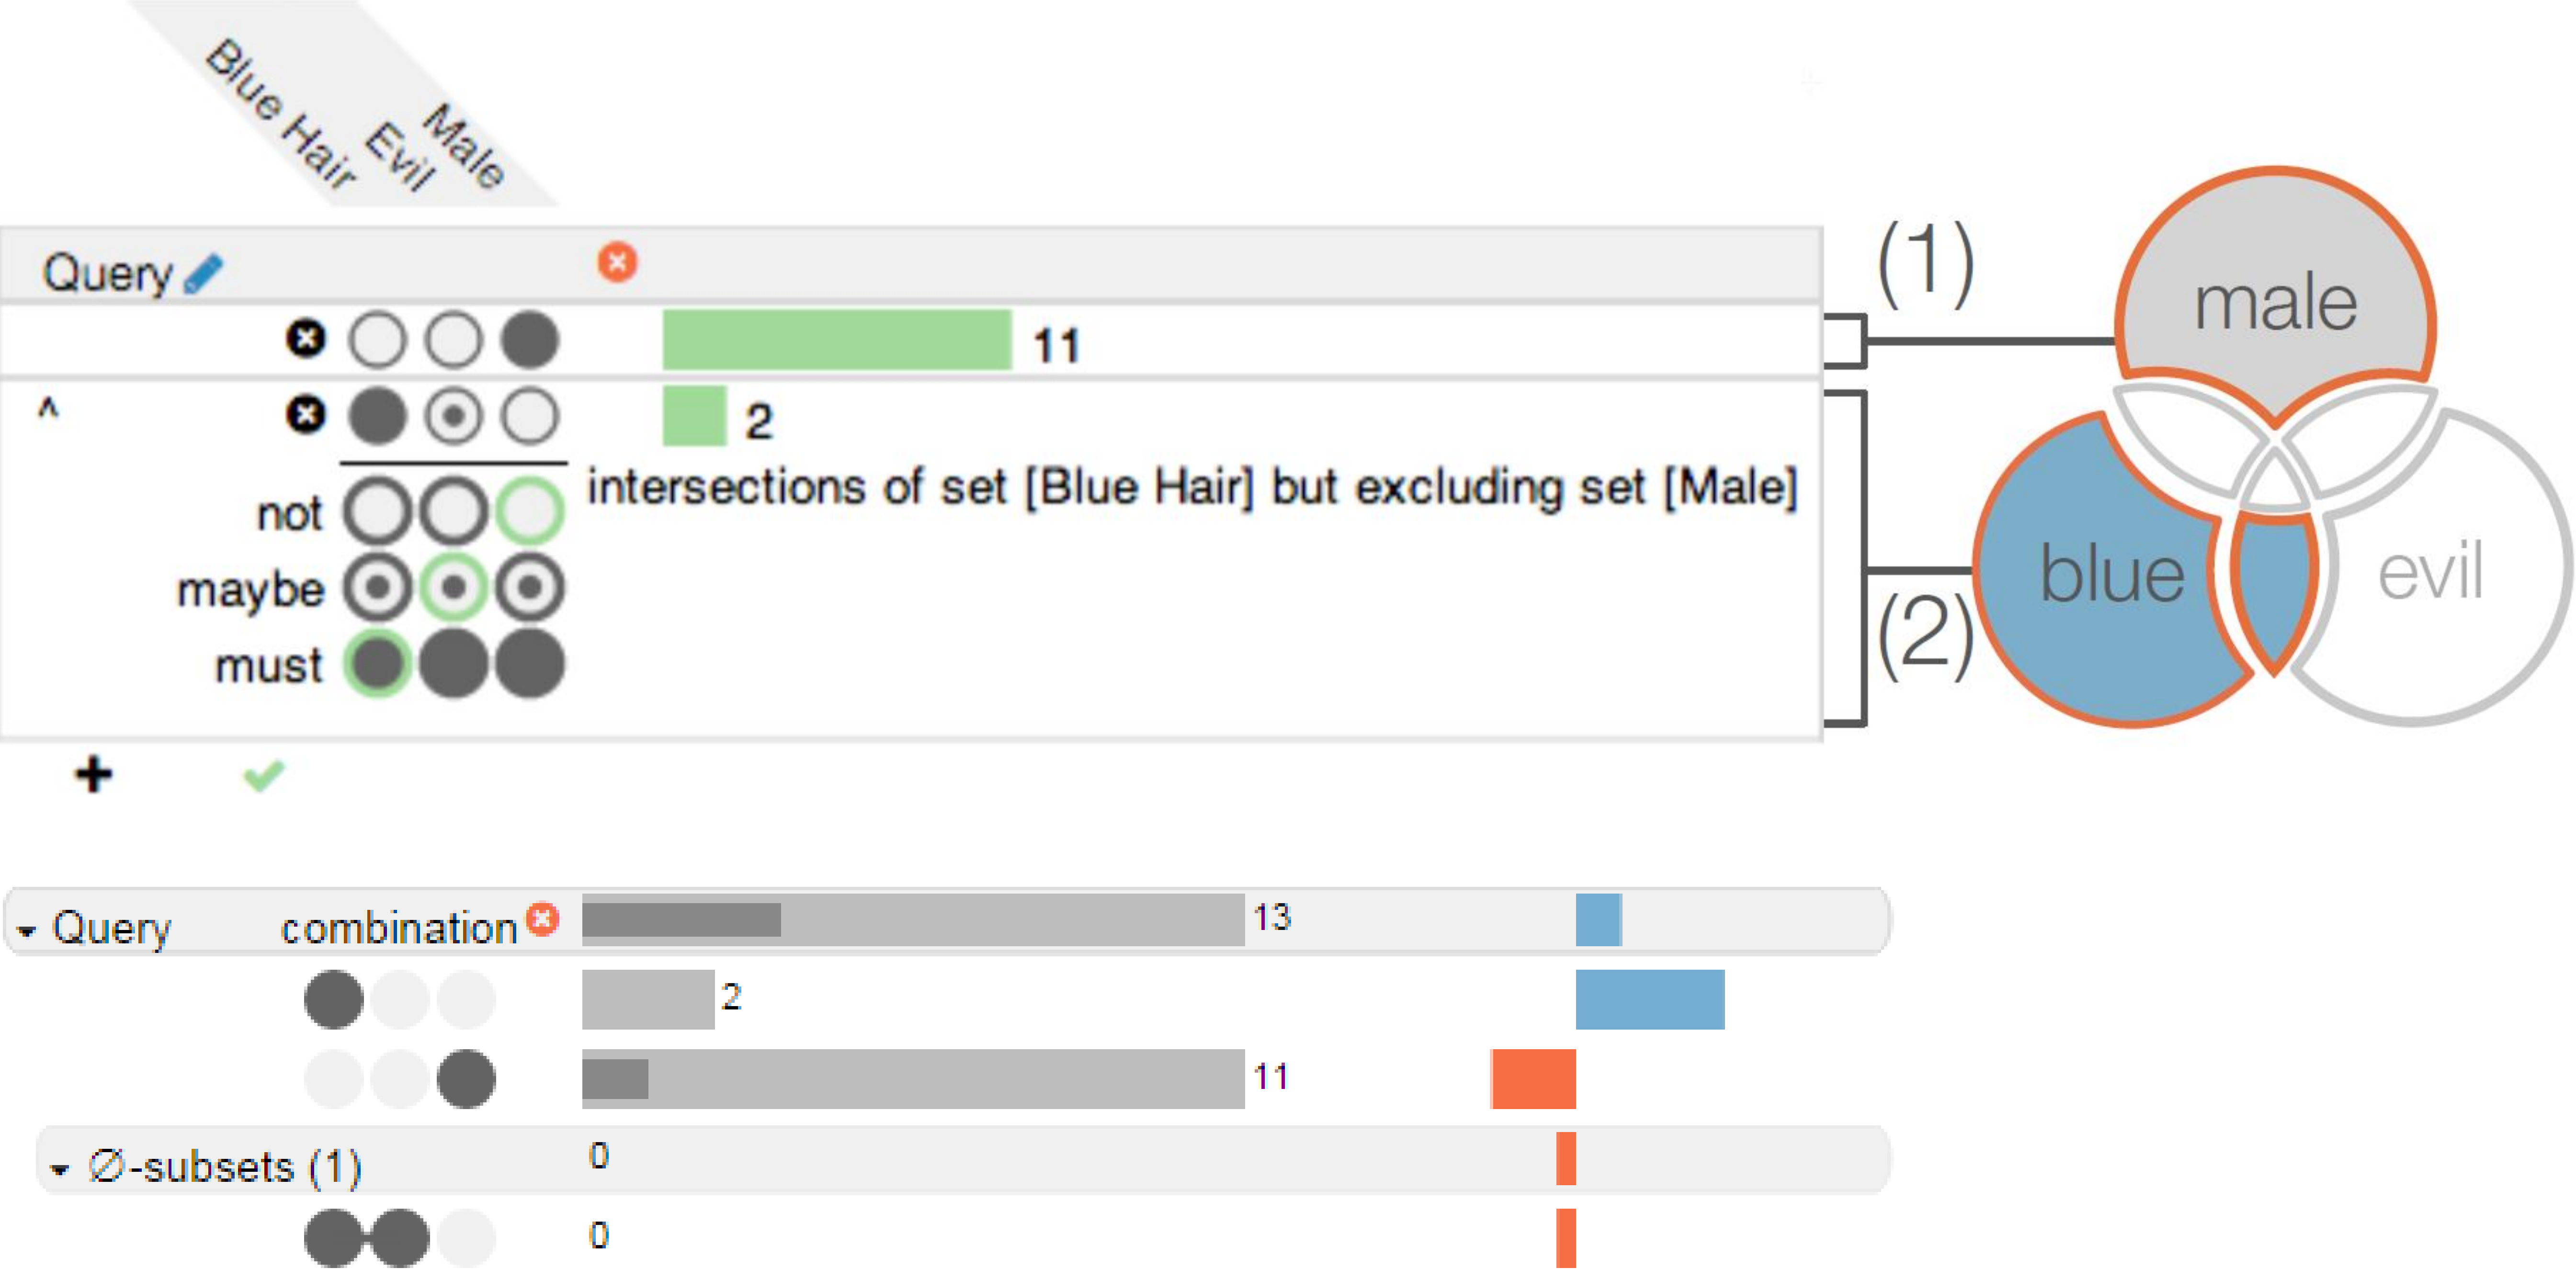 Blue Hair
Evil
Male
Query
11
^
2
intersections of set [Blue Hair] but excluding set [Male]
not
maybe
must
(1)
male
blue
evil
(2)
Query combination 13
2
11
Ø-subsets (1) 0
0